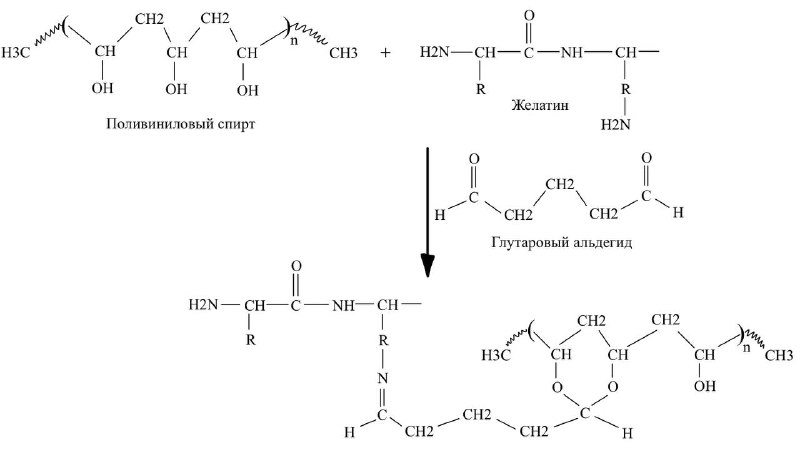 CH2 CH2
H3C ( CH CH CH ) n CH3
OH OH OH
Поливиниловый спирт
+
O
H2N CH C NH CH
R R
H2N
Желатин
O O
CH2
H C CH2 CH2 C H
Глутаровый альдегид
O
H2N CH C NH CH
R R
N
H CH2 CH2 CH2 C H
C
CH2 CH2
H3C ( CH CH CH ) n CH3
O O OH